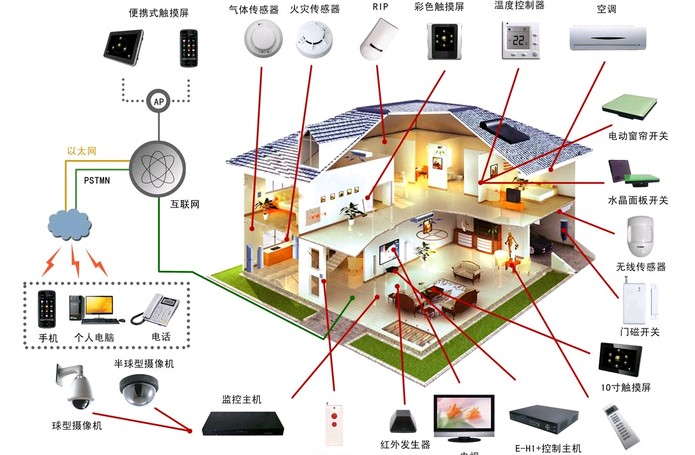 便携式触摸屏
气体传感器
火灾传感器
RIP
彩色触摸屏
温度控制器
空调
22
AP
以太网
PSTMN
互联网
电动窗帘开关
水晶面板开关
无线传感器
门磁开关
手机
个人电脑
电话
半球型摄像机
球型摄像机
监控主机
红外发生器
电视
E-H1+控制主机
10寸触摸屏